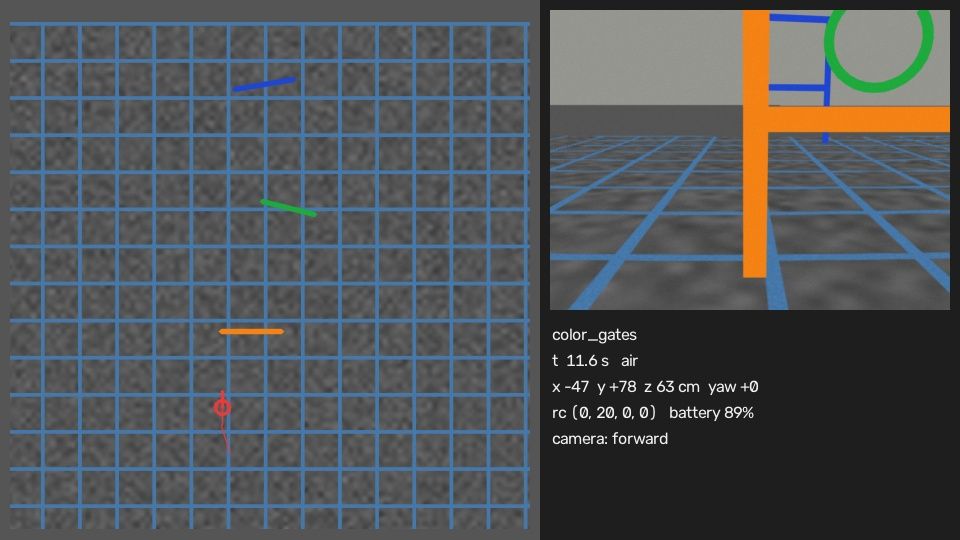 color_gates
t 11.6 s air
x -47 y +78 z 63 cm yaw +0
rc (0, 20, 0, 0) battery 89%
camera: forward